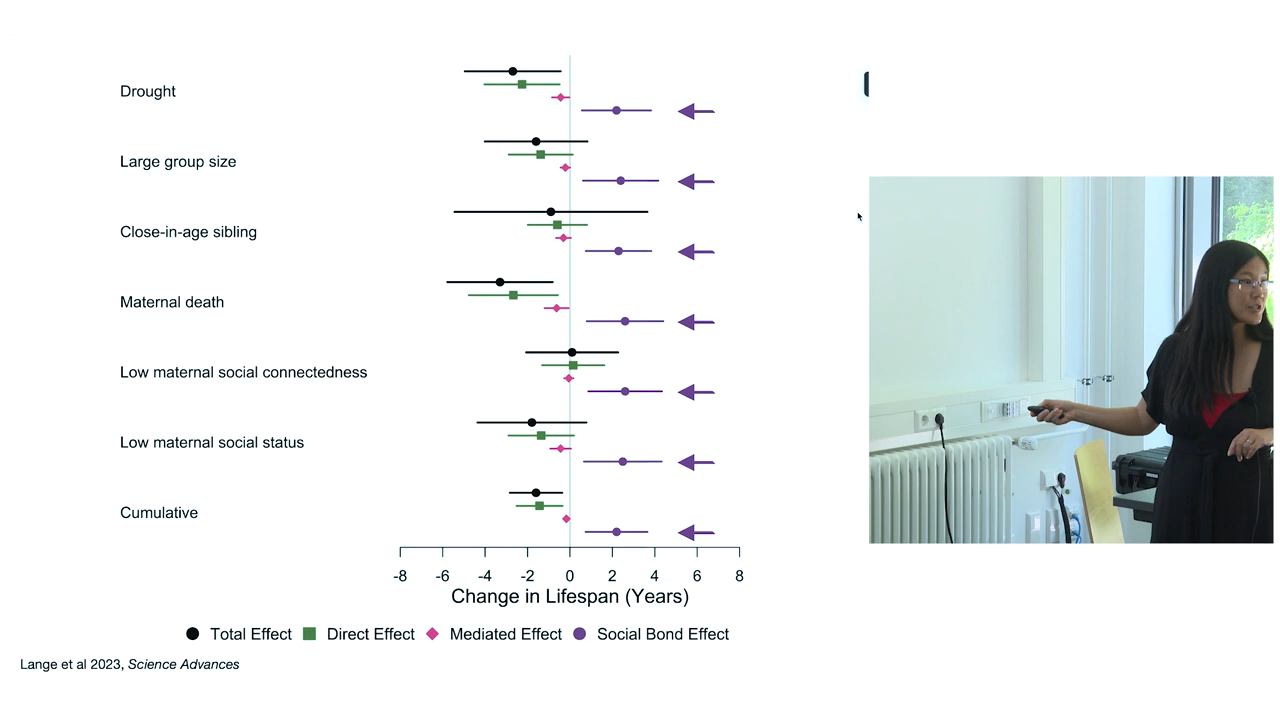 Drought
Large group size
Close-in-age sibling
Maternal death
Low maternal social connectedness
Low maternal social status
Cumulative
-8 -6 -4 -2 0 2 4 6 8
Change in Lifespan (Years)
Total Effect Direct Effect Mediated Effect Social Bond Effect
Lange et al 2023, Science Advances